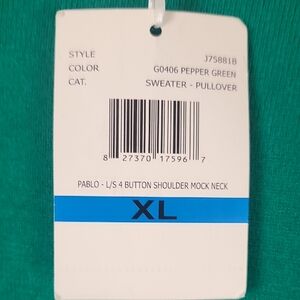 STYLE J75881B
COLOR G0406 PEPPER GREEN
CAT. SWEATER - PULLOVER
8 27370 17596 7
PABLO - L/S 4 BUTTON SHOULDER MOCK NECK
XL